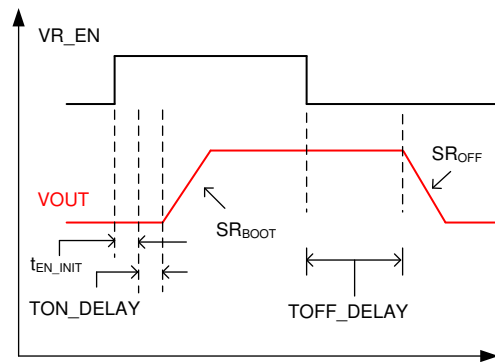 VR_EN
SR_OFF
VOUT
SR_BOOT
t_EN_INIT
TON_DELAY
TOFF_DELAY